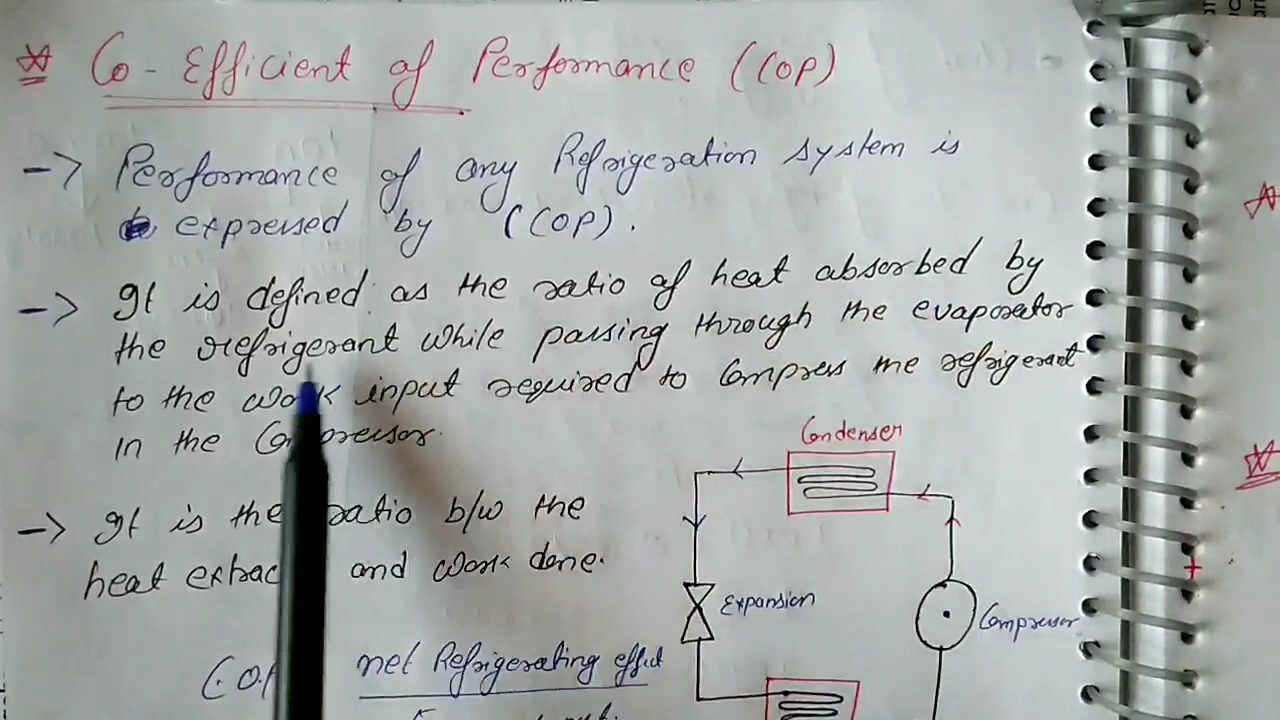 Co-Efficient of Performance (COP)
-> Performance of any Refrigeration system is
expressed by (COP).
-> It is defined as the ratio of heat absorbed by
the refrigerant while passing through the evaporator
to the work input required to Compress the refrigerant
in the Compressor.
-> It is the ratio b/w the
heat and work done.
net Refrigerating effect
Condenser
Expansion
Compressor